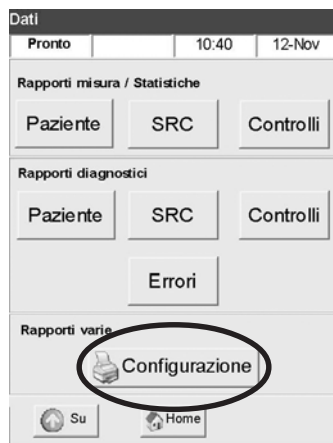 Dati
Pronto 10:40 12-Nov
Rapporti misura / Statistiche
Paziente SRC Controlli
Rapporti diagnostici
Paziente SRC Controlli
Errori
Rapporti varie
Configurazione
Su Home